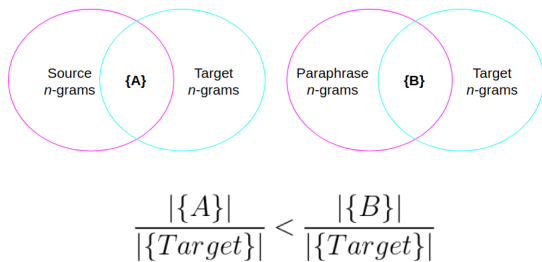 Source
n-grams
{A}
Target
n-grams
Paraphrase
n-grams
{B}
Target
n-grams
|{A}| / |{Target}| < |{B}| / |{Target}|